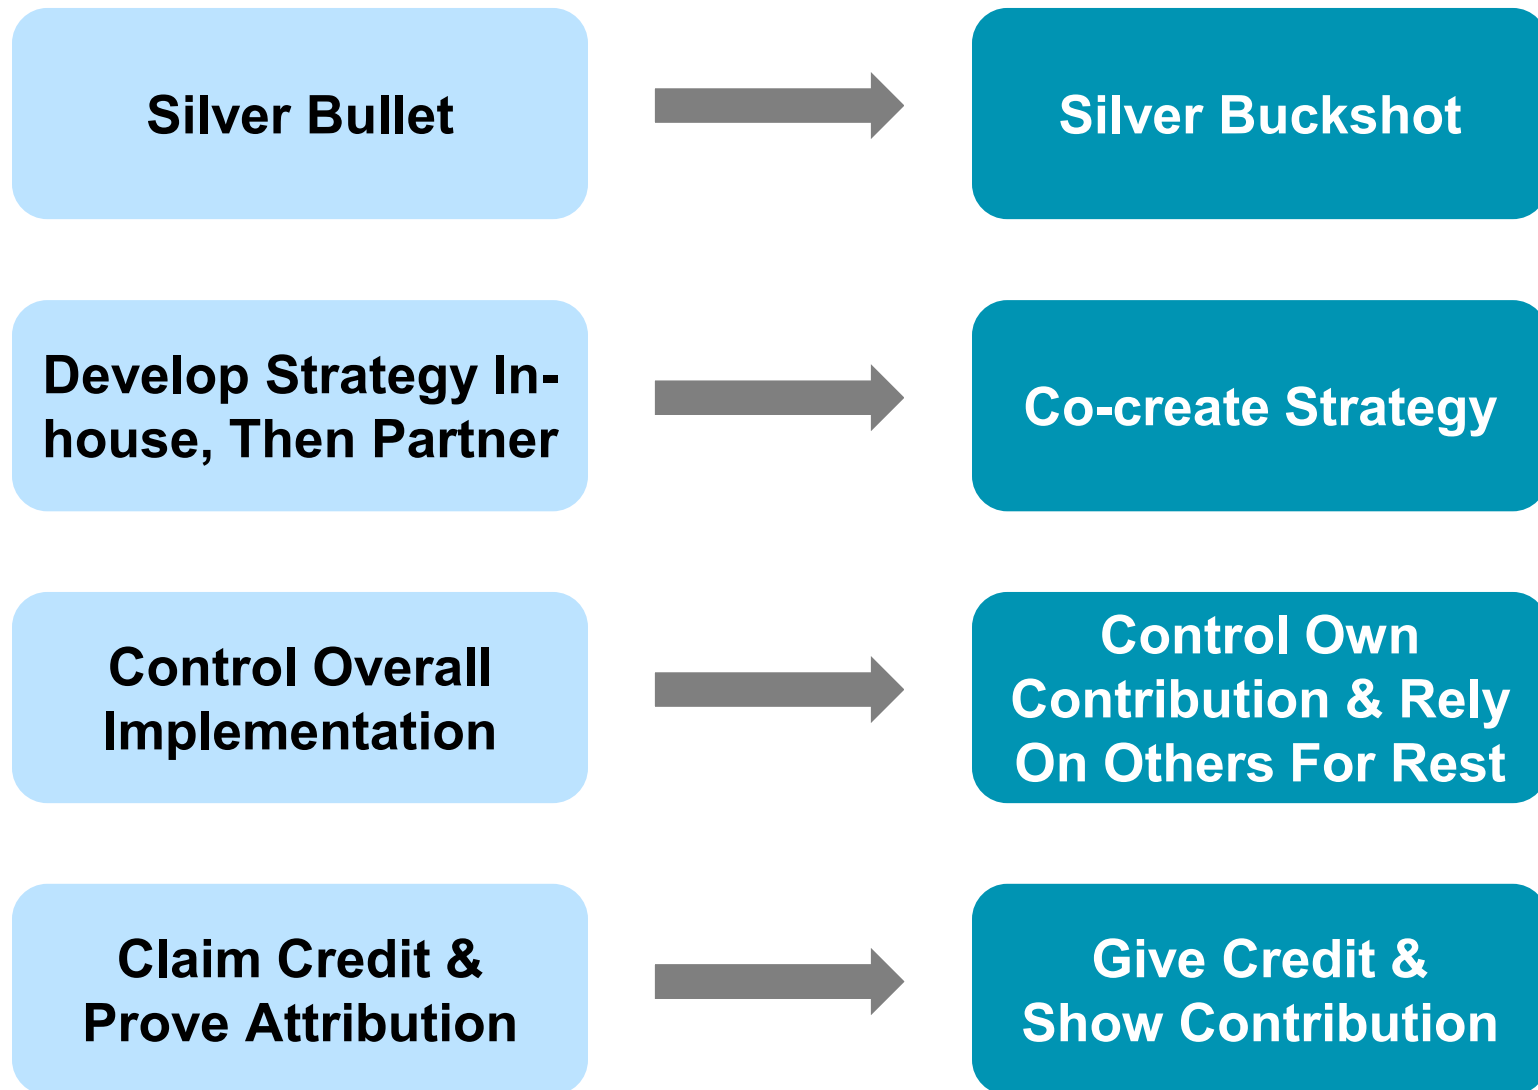 Silver Bullet
Silver Buckshot
Develop Strategy In-
house, Then Partner
Co-create Strategy
Control Overall
Implementation
Control Own
Contribution & Rely
On Others For Rest
Claim Credit &
Prove Attribution
Give Credit &
Show Contribution